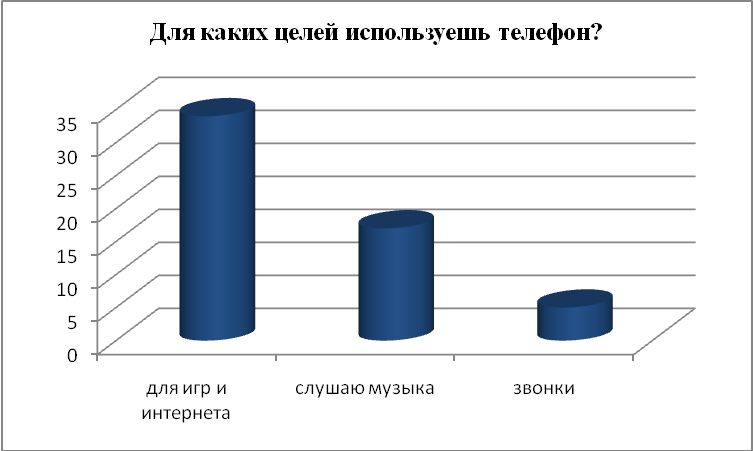 Для каких целей используешь телефон?
35
30
25
20
15
10
5
0
для игр и
интернета
слушаю музыка
звонки